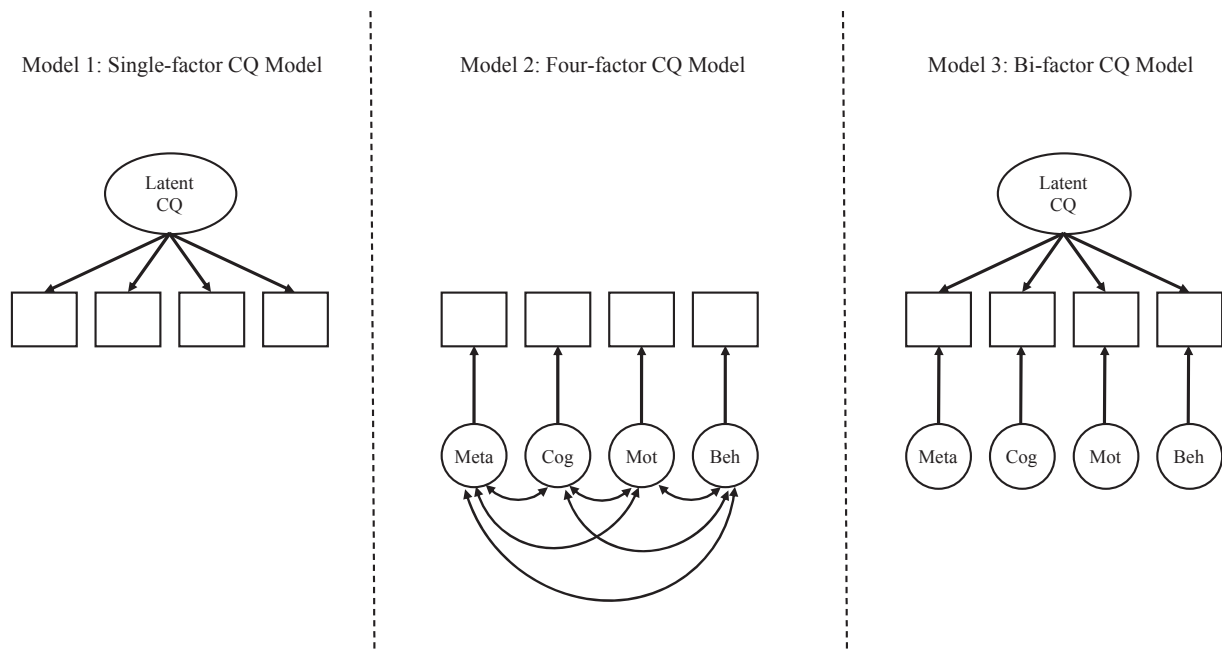 Model 1: Single-factor CQ Model
Latent
CQ
Model 2: Four-factor CQ Model
Meta
Cog
Mot
Beh
Model 3: Bi-factor CQ Model
Latent
CQ
Meta
Cog
Mot
Beh